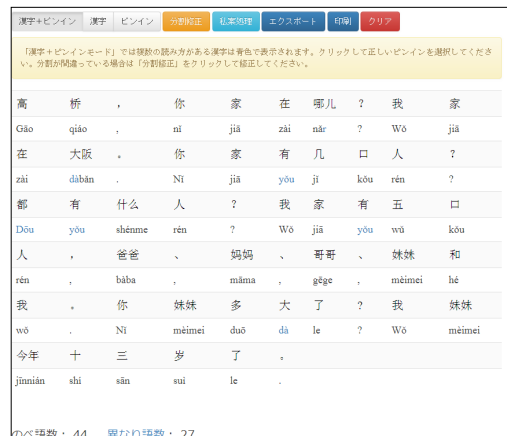 漢字+ピンイン 漢字 ピンイン 分割修正 私案処理 エクスポート 印刷 クリア
「漢字+ピンインモード」では複数の読み方がある漢字は青色で表示されます。クリックして正しいピンインを選択してくださ
い。分割が間違っている場合は「分割修正」をクリックして修正してください。
高 桥 , 你 家 在 哪儿 ? 我 家
Gāo qiáo , nǐ jiā zài nǎr ? Wǒ jiā
在 大阪 。 你 家 有 几 口 人 ?
zài dàbǎn . Nǐ jiā yǒu jǐ kǒu rén ?
都 有 什么 人 ? 我 家 有 五 口
Dōu yǒu shénme rén ? Wǒ jiā yǒu wǔ kǒu
人 , 爸爸 、 妈妈 、 哥哥 、 妹妹 和
rén , bàba , māma , gēge , mèimei hé
我 。 你 妹妹 多 大 了 ? 我 妹妹
wǒ . Nǐ mèimei duō dà le ? Wǒ mèimei
今年 十 三 岁 了 。
jīnnián shí sān suì le .
のべ語数: 44 異なり語数: 27